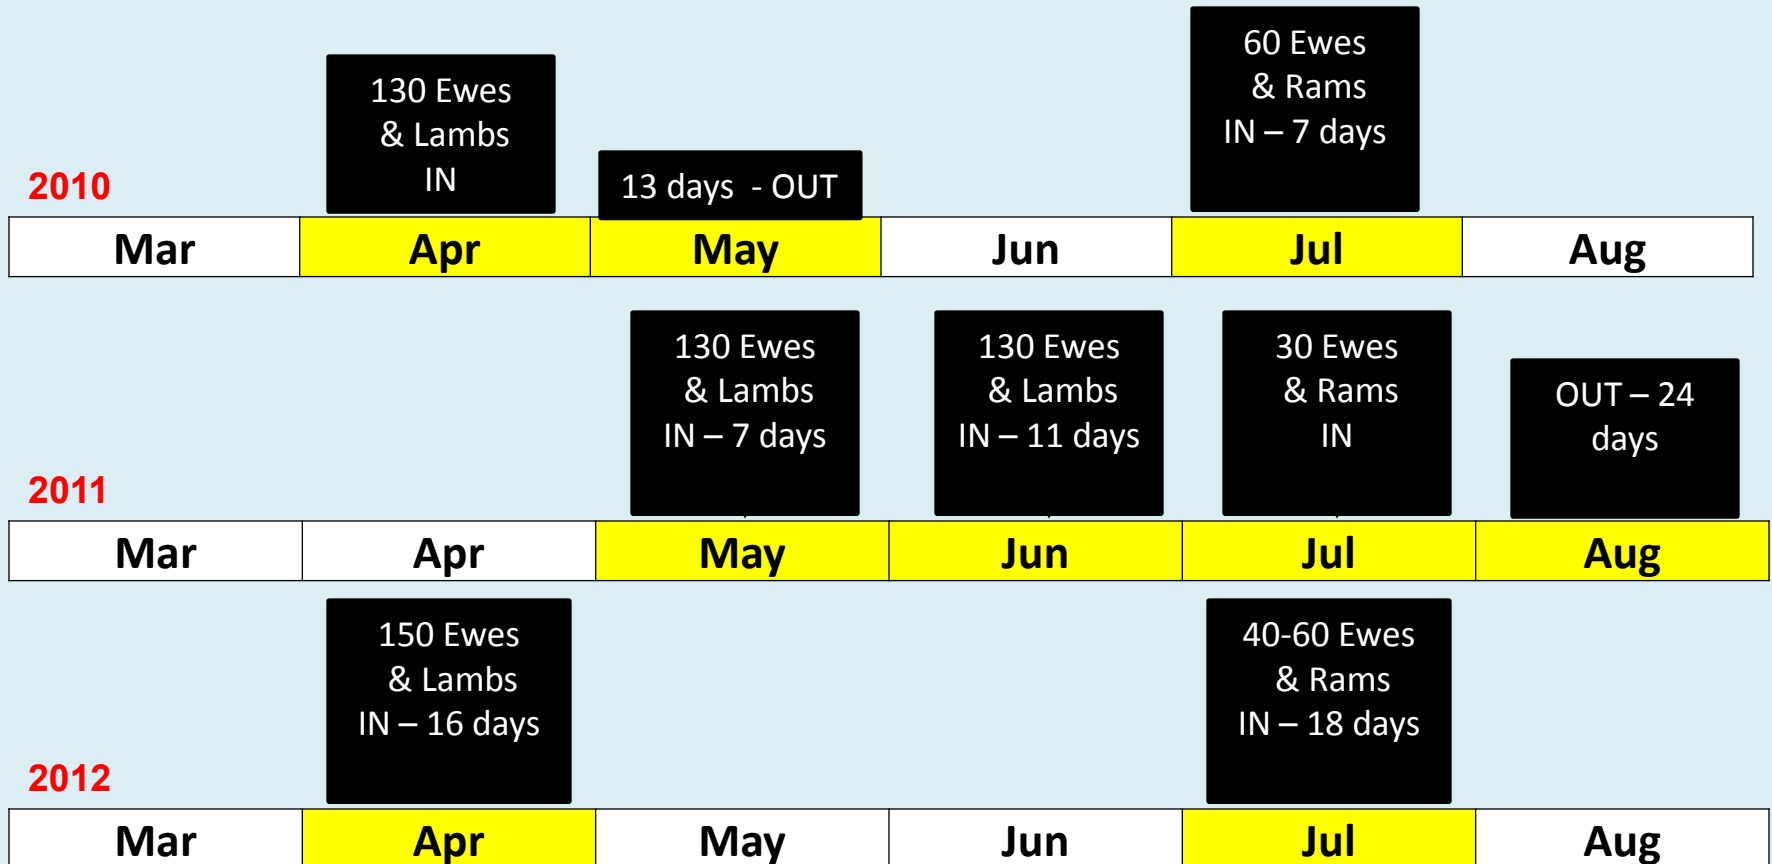 130 Ewes
& Lambs
IN
60 Ewes
& Rams
IN – 7 days
2010
13 days - OUT
Mar Apr May Jun Jul Aug
130 Ewes
& Lambs
IN – 7 days
130 Ewes
& Lambs
IN – 11 days
30 Ewes
& Rams
IN
OUT – 24
days
2011
Mar Apr May Jun Jul Aug
150 Ewes
& Lambs
IN – 16 days
40-60 Ewes
& Rams
IN – 18 days
2012
Mar Apr May Jun Jul Aug